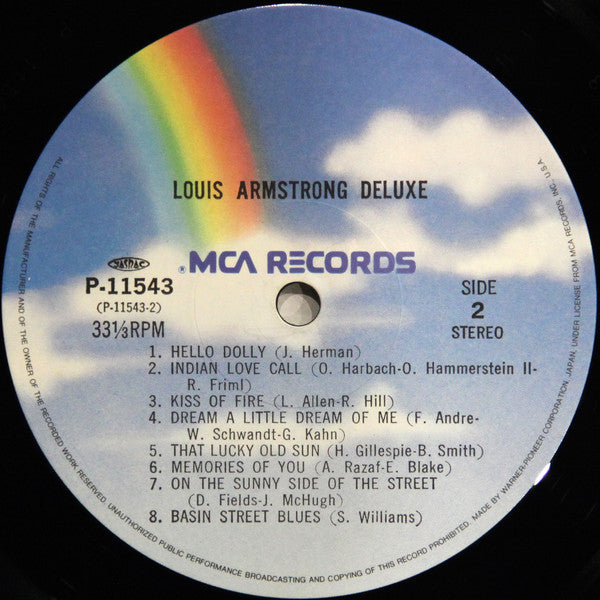 LOUIS ARMSTRONG DELUXE
MCA RECORDS
JASRAC
P-11543
(P-11543-2)
33⅓RPM
SIDE
2
STEREO
1. HELLO DOLLY (J. Herman)
2. INDIAN LOVE CALL (O. Harbach-O. Hammerstein II-
R. Friml)
3. KISS OF FIRE (L. Allen-R. Hill)
4. DREAM A LITTLE DREAM OF ME (F. Andre-
W. Schwandt-G. Kahn)
5. THAT LUCKY OLD SUN (H. Gillespie-B. Smith)
6. MEMORIES OF YOU (A. Razaf-E. Blake)
7. ON THE SUNNY SIDE OF THE STREET
(D. Fields-J. McHugh)
8. BASIN STREET BLUES (S. Williams)
ALL RIGHTS OF THE MANUFACTURER AND OF THE OWNER OF THE RECORDED WORK RESERVED. UNAUTHORIZED PUBLIC PERFORMANCE BROADCASTING AND COPYING OF THIS RECORD PROHIBITED. MADE BY WARNER-PIONEER CORPORATION, JAPAN, UNDER LICENSE FROM MCA RECORDS, INC., U.S.A.